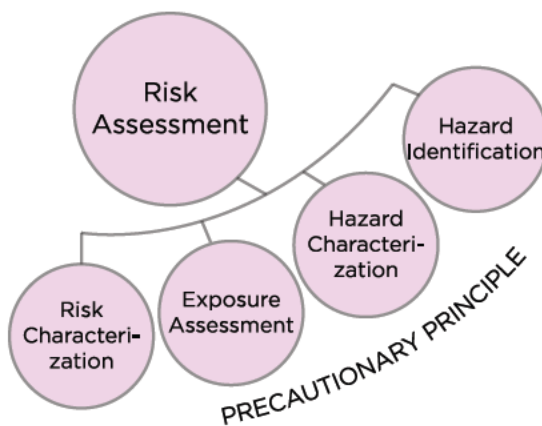 Risk
Assessment
Hazard
Identification
Hazard
Characteri-
zation
Exposure
Assessment
Risk
Characteri-
zation
PRECAUTIONARY PRINCIPLE